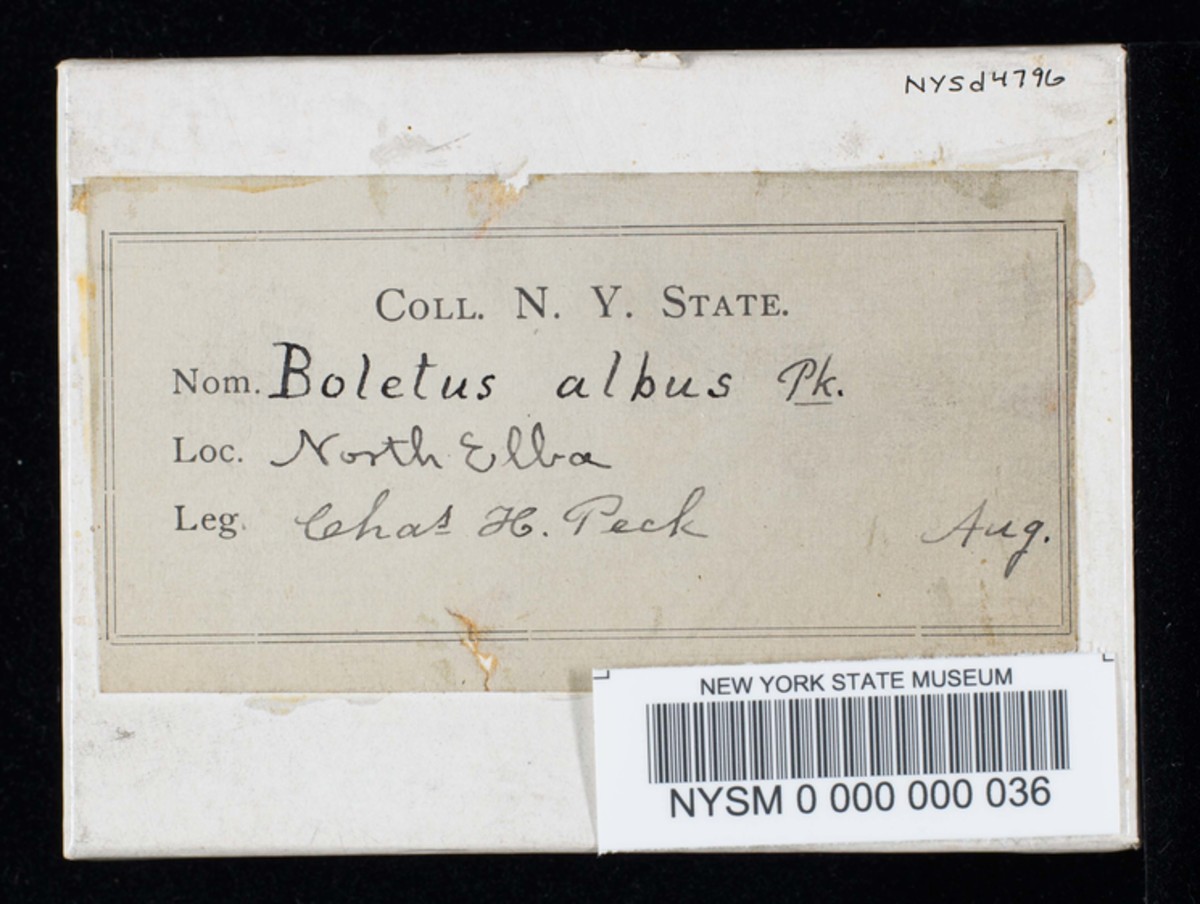 NYSd4796
COLL. N. Y. STATE.
Nom. Boletus albus Pk.
Loc. North Elba
Leg. Chas H. Peck Aug.
NEW YORK STATE MUSEUM
NYSM 0 000 000 036